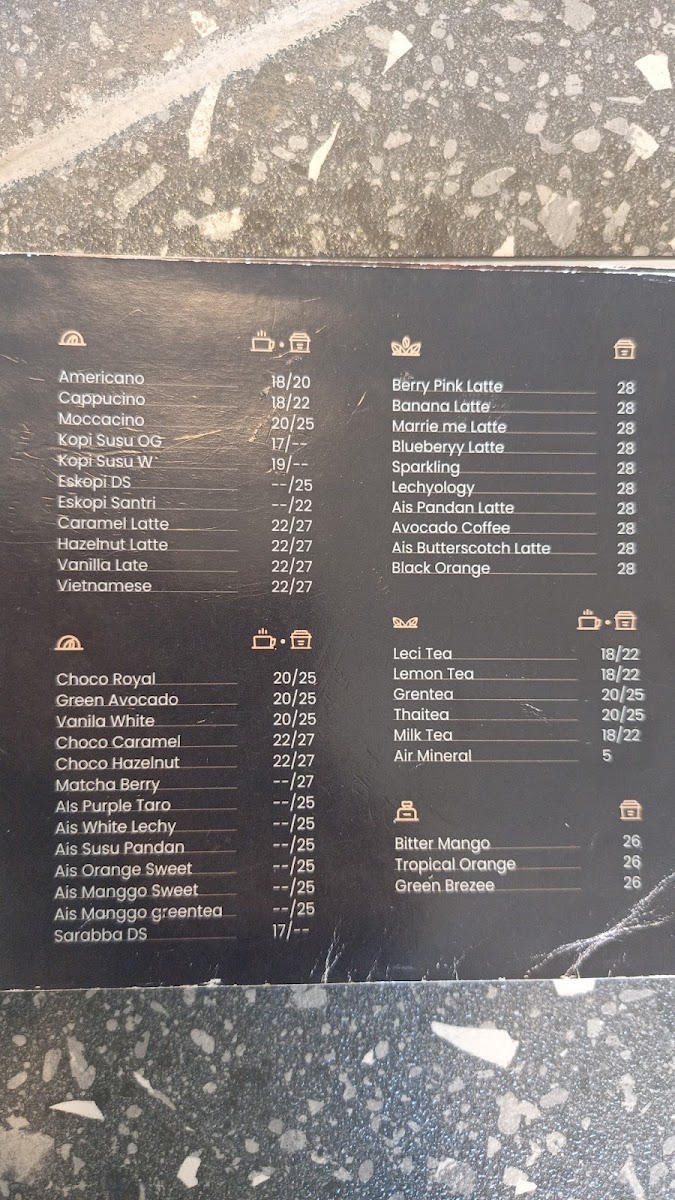 Americano 18/20
Cappucino 18/22
Moccacino 20/25
Kopi Susu OG 17/--
Kopi Susu W 19/--
Eskopi DS --/25
Eskopi Santri --/22
Caramel Latte 22/27
Hazelnut Latte 22/27
Vanilla Late 22/27
Vietnamese 22/27
Choco Royal 20/25
Green Avocado 20/25
Vanila White 20/25
Choco Caramel 22/27
Choco Hazelnut 22/27
Matcha Berry --/27
AIs Purple Taro --/25
Ais White Lechy --/25
Ais Susu Pandan --/25
Ais Orange Sweet --/25
Ais Manggo Sweet --/25
Ais Manggo greentea --/25
Sarabba DS 17/--
Berry Pink Latte 28
Banana Latte 28
Marrie me Latte 28
Blueberyy Latte 28
Sparkling 28
Lechyology 28
Ais Pandan Latte 28
Avocado Coffee 28
Ais Butterscotch Latte 28
Black Orange 28
Leci Tea 18/22
Lemon Tea 18/22
Grentea 20/25
Thaitea 20/25
Milk Tea 18/22
Air Mineral 5
Bitter Mango 26
Tropical Orange 26
Green Brezee 26